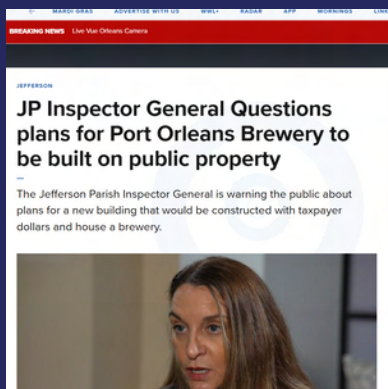 MARDI GRAS ADVERTISE WITH US WWL+ RADAR APP MORNINGS
BREAKING NEWS Live Vue Orleans Camera
JEFFERSON
JP Inspector General Questions
plans for Port Orleans Brewery to
be built on public property
The Jefferson Parish Inspector General is warning the public about
plans for a new building that would be constructed with taxpayer
dollars and house a brewery.